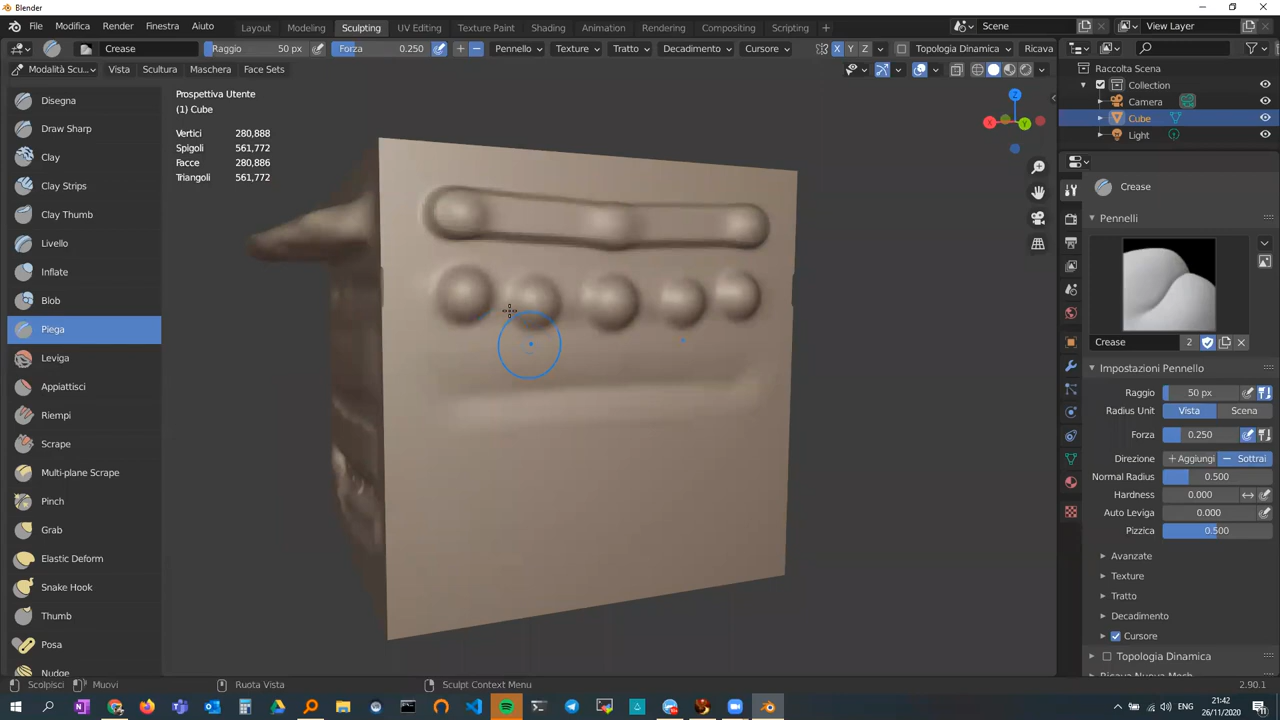 Blender
File Modifica Render Finestra Aiuto Layout Modeling Sculpting UV Editing Texture Paint Shading Animation Rendering Compositing Scripting + Scene View Layer
Crease Raggio 50 px Forza 0.250 Pennello Texture Tratto Decadimento Cursore X Y Z Topologia Dinamica Ricava
Modalità Scu... Vista Scultura Maschera Face Sets
Raccolta Scena
Collection
Camera
Cube
Light
Prospettiva Utente
(1) Cube
Vertici 280,888
Spigoli 561,772
Facce 280,886
Triangoli 561,772
Z
X
Y
Disegna
Draw Sharp
Clay
Clay Strips
Clay Thumb
Livello
Inflate
Blob
Piega
Leviga
Appiattisci
Riempi
Scrape
Multi-plane Scrape
Pinch
Grab
Elastic Deform
Snake Hook
Thumb
Posa
Nudge
Crease
Pennelli
Crease 2
Impostazioni Pennello
Raggio 50 px
Radius Unit Vista Scena
Forza 0.250
Direzione + Aggiungi − Sottrai
Normal Radius 0.500
Hardness 0.000
Auto Leviga 0.000
Pizzica 0.500
Avanzate
Texture
Tratto
Decadimento
Cursore
Topologia Dinamica
Ricava Nuova Mesh
Scolpisci Muovi Ruota Vista Sculpt Context Menu 2.90.1
21:42
26/11/2020